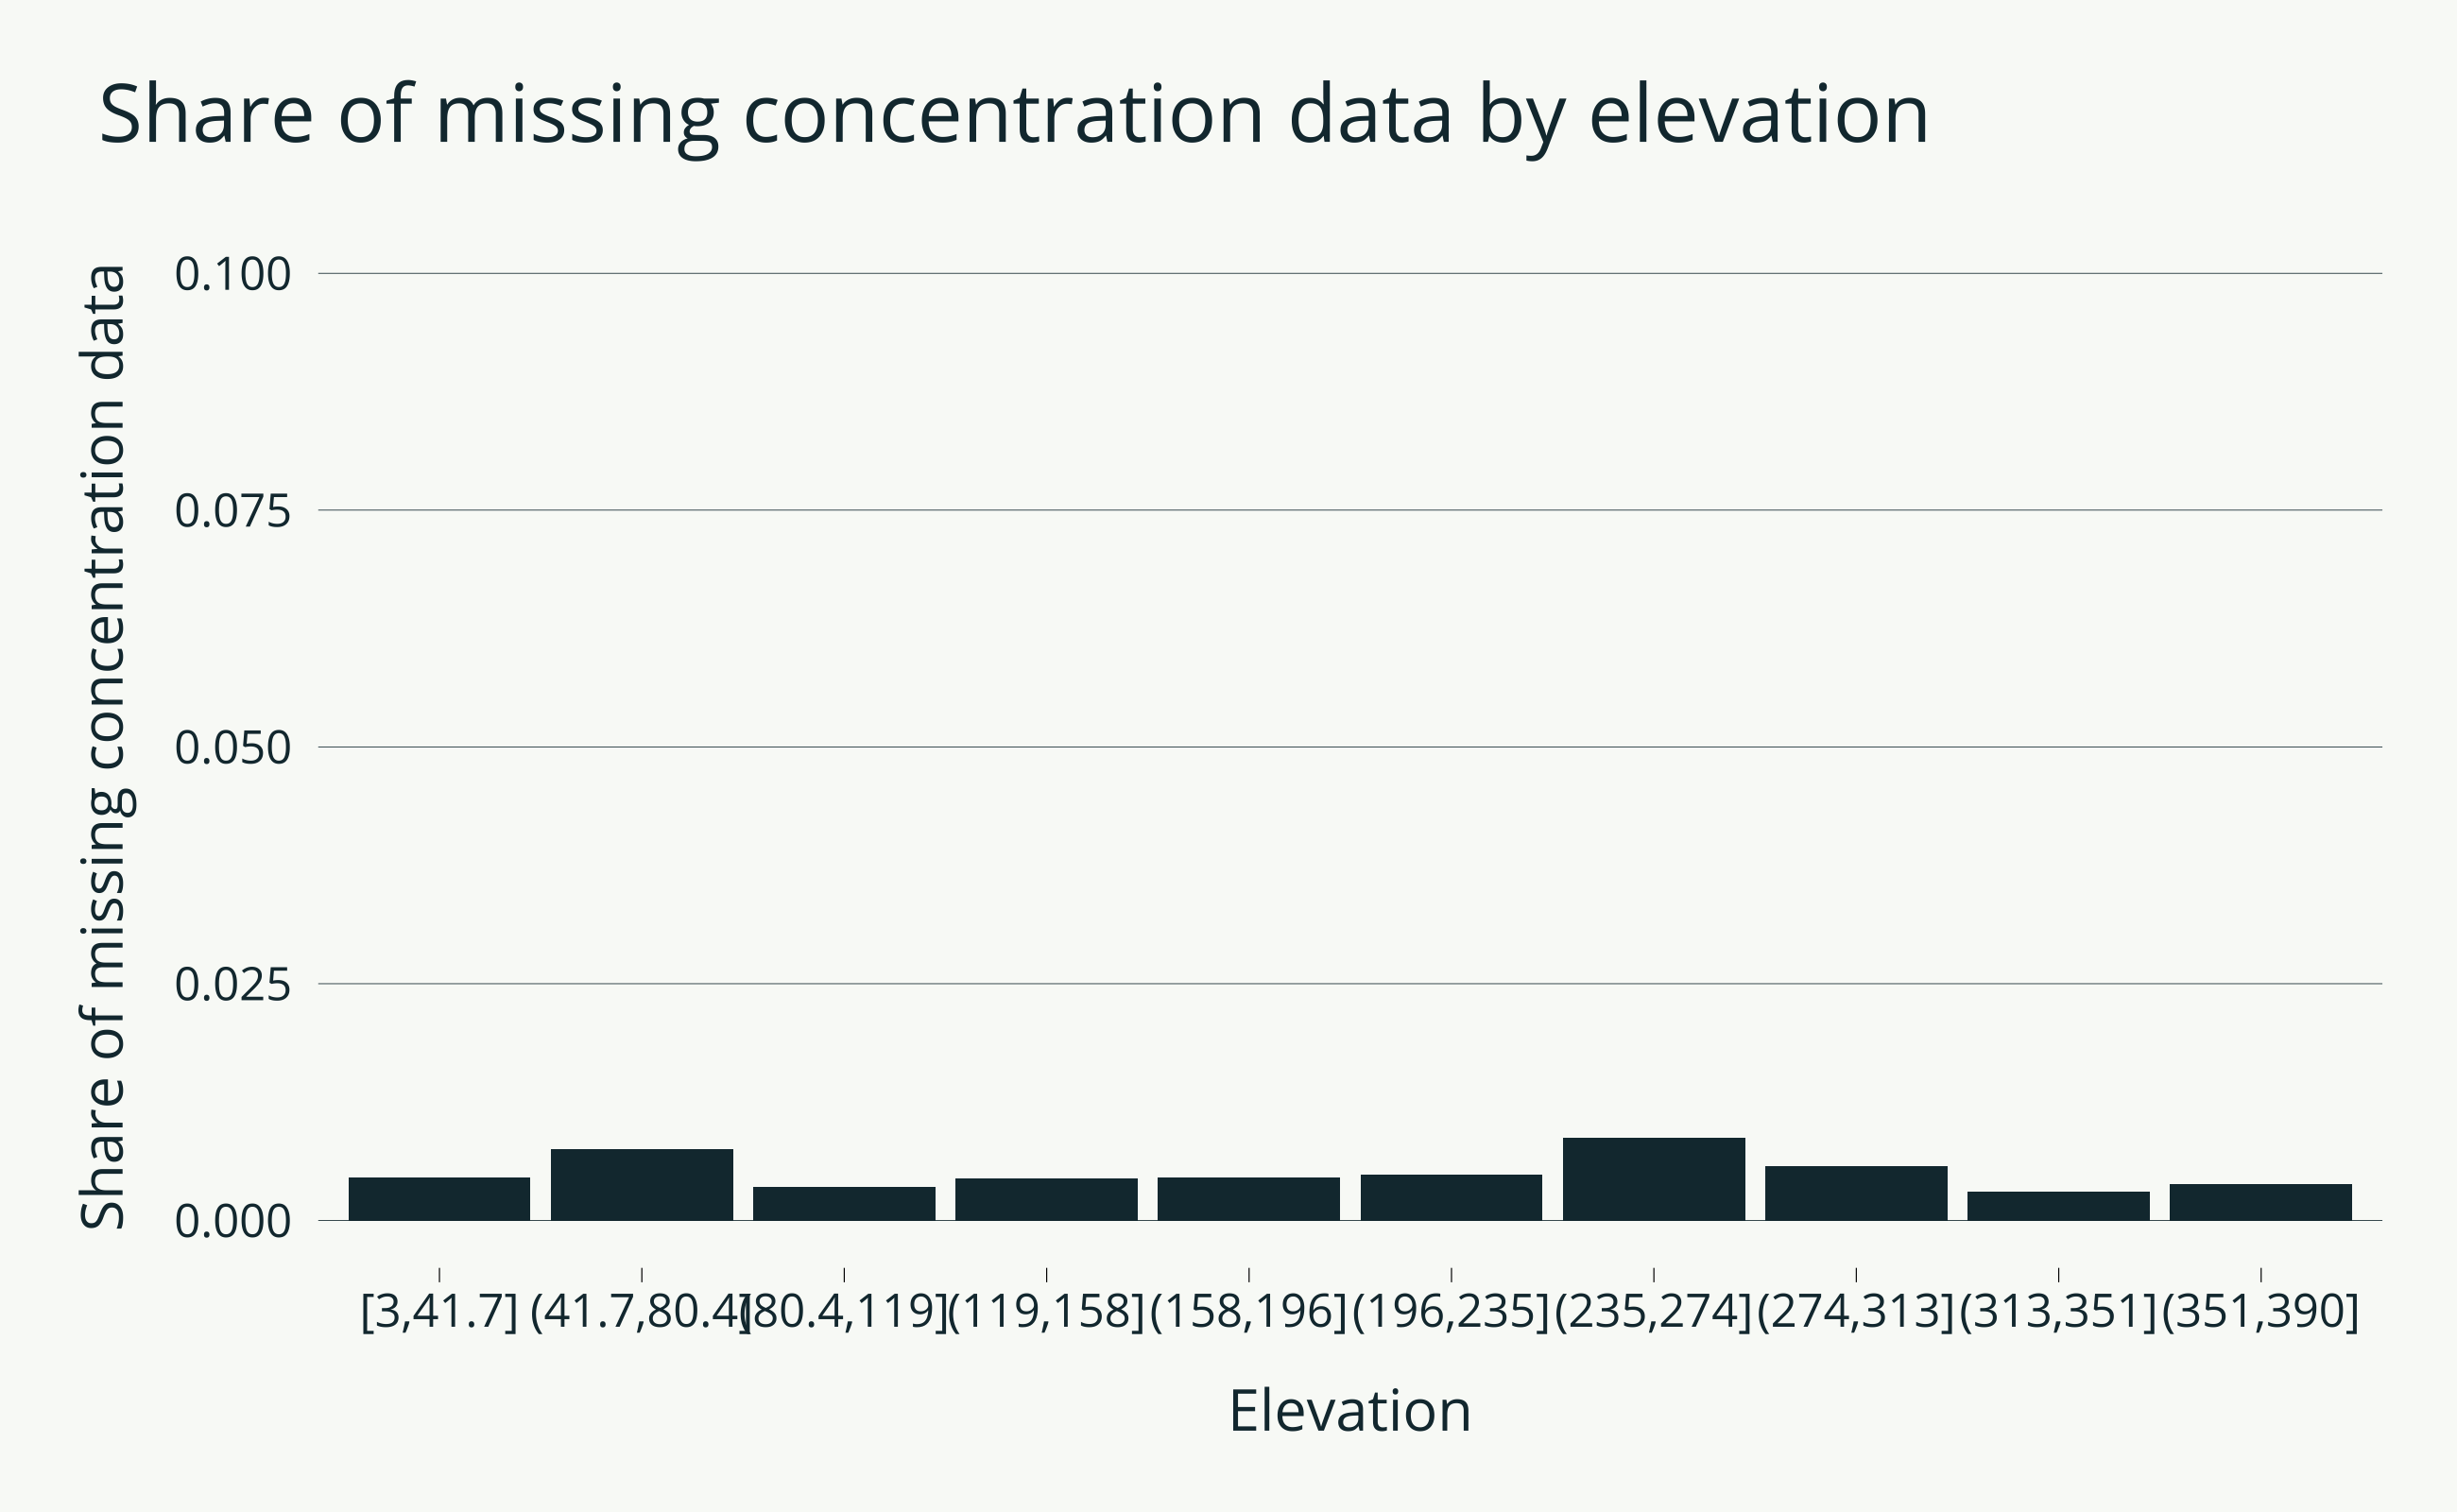 Share of missing concentration data by elevation
Share of missing concentration data
0.100
0.075
0.050
0.025
0.000
[3,41.7] (41.7,80.4] (80.4,119] (119,158] (158,196] (196,235] (235,274] (274,313] (313,351] (351,390]
Elevation